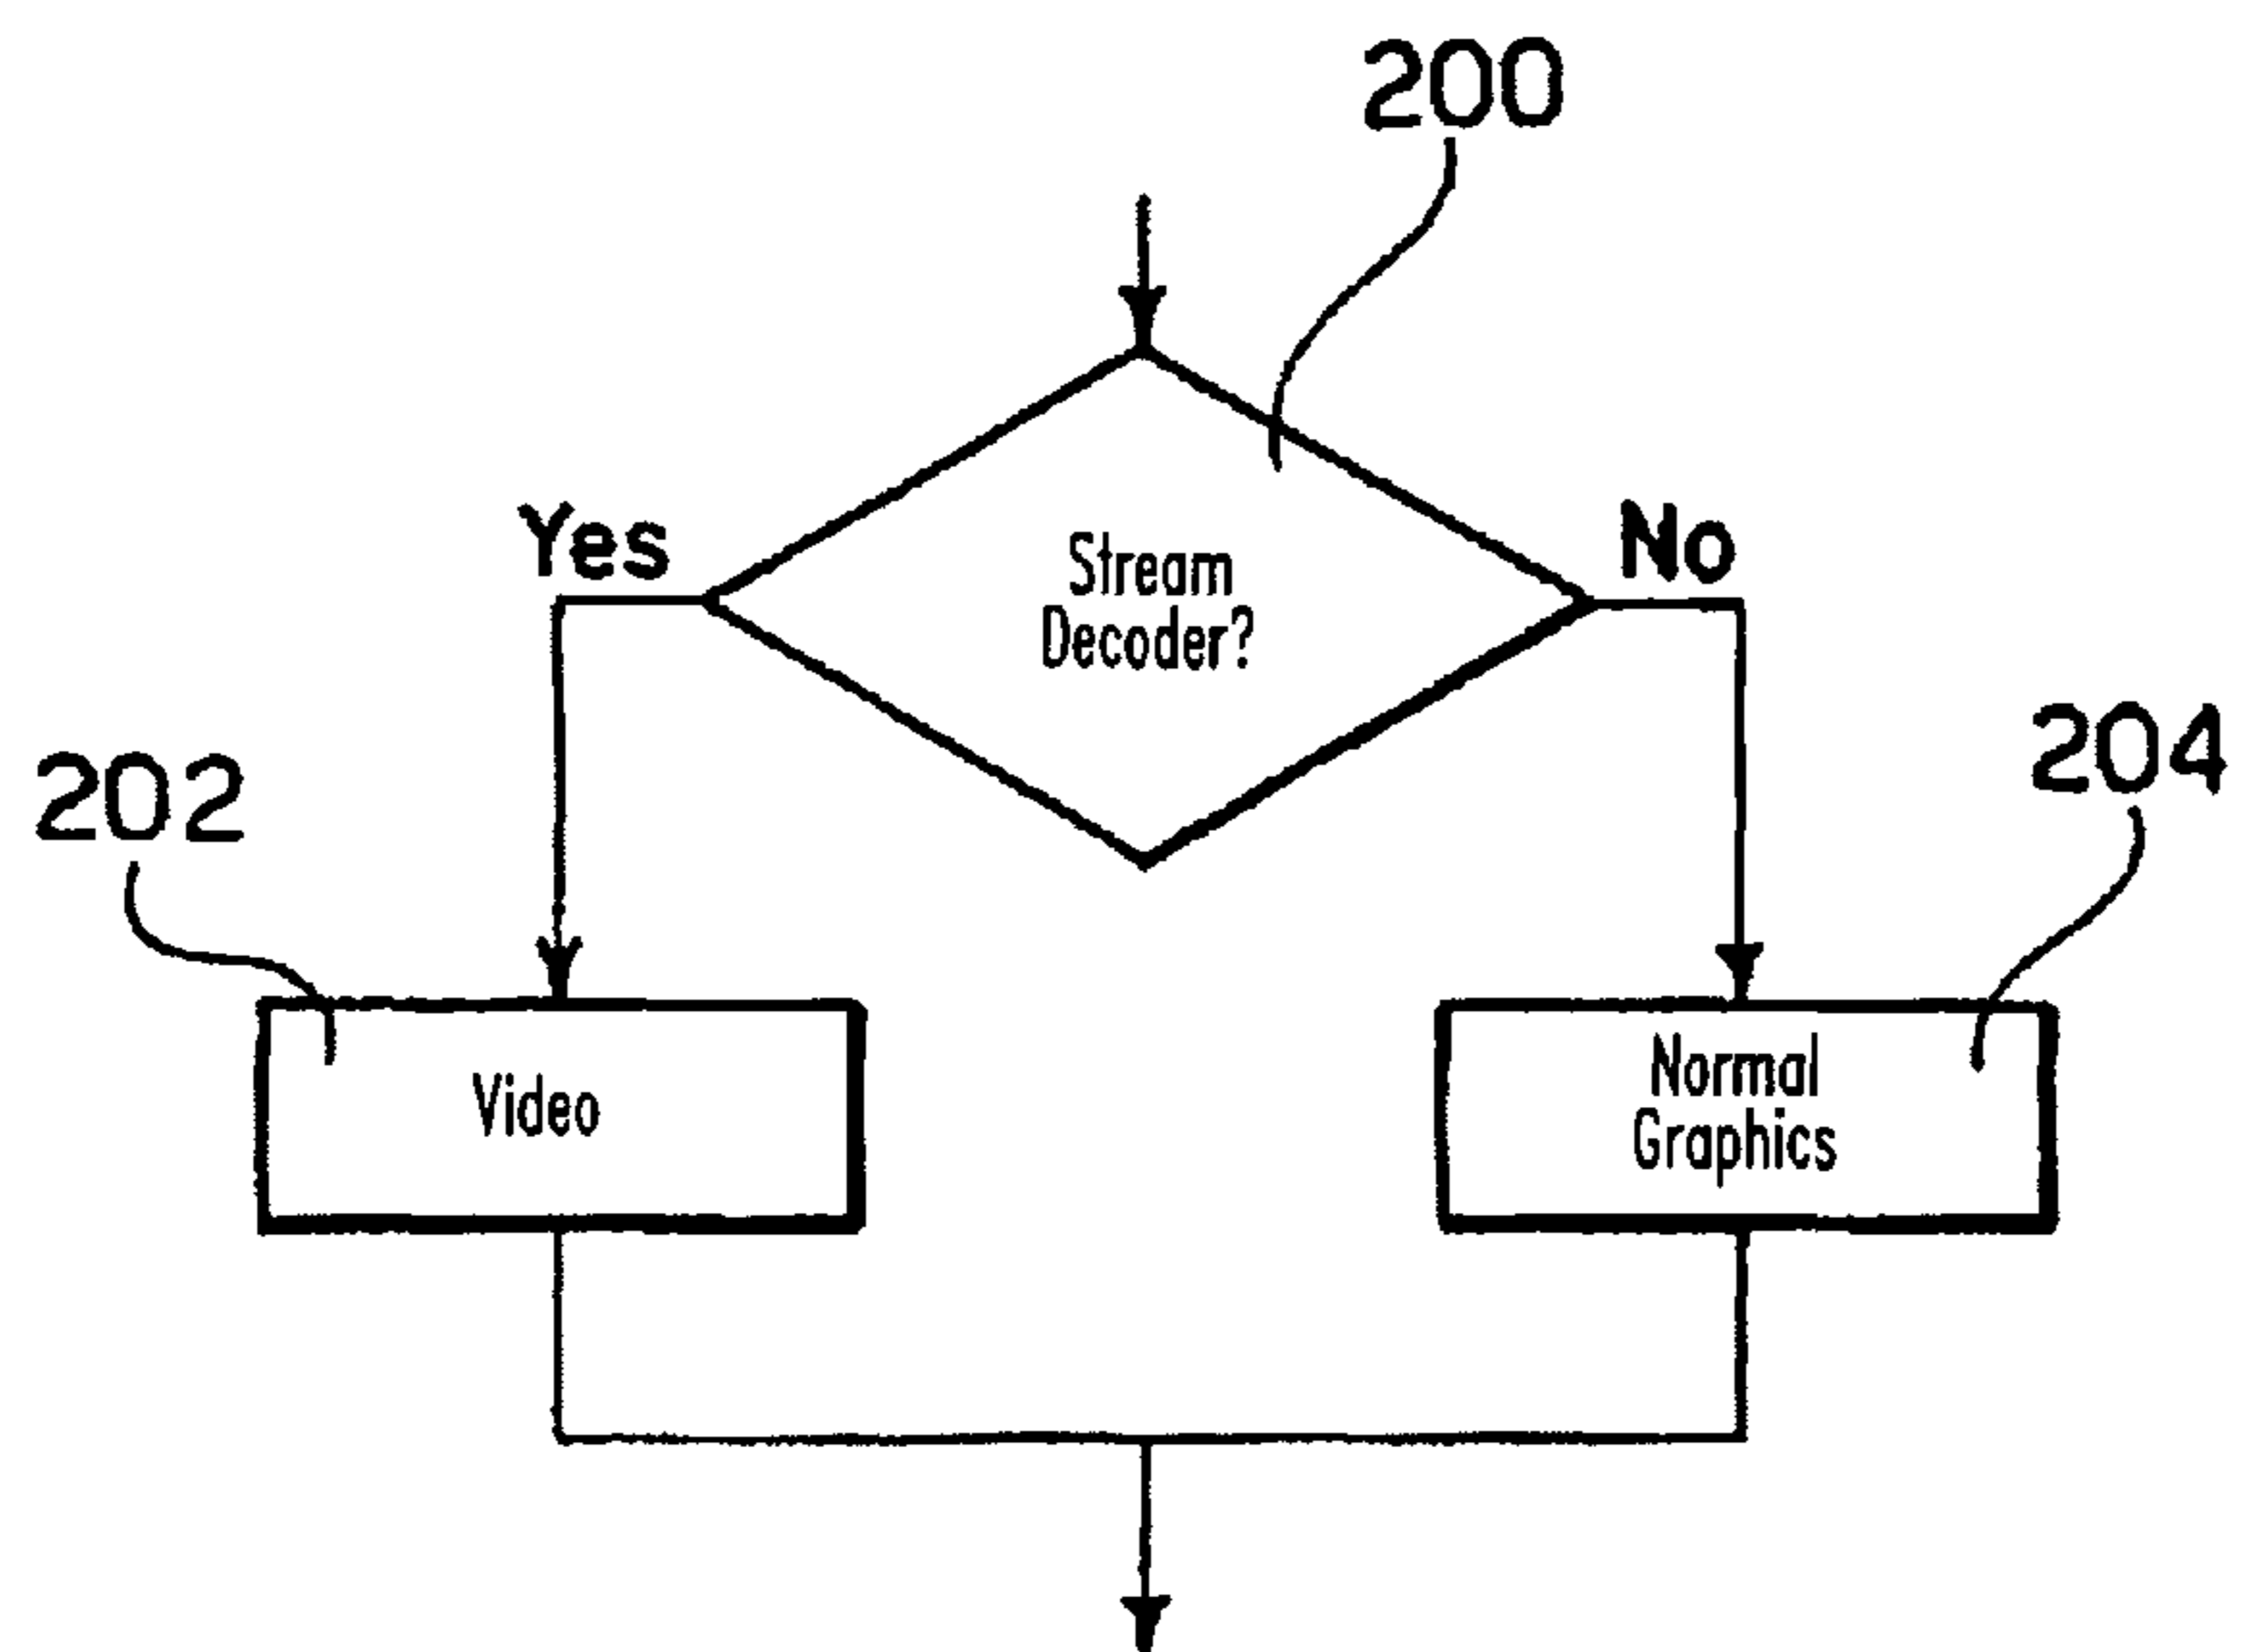 200
Yes
No
Stream
Decoder?
202
204
Video
Normal
Graphics